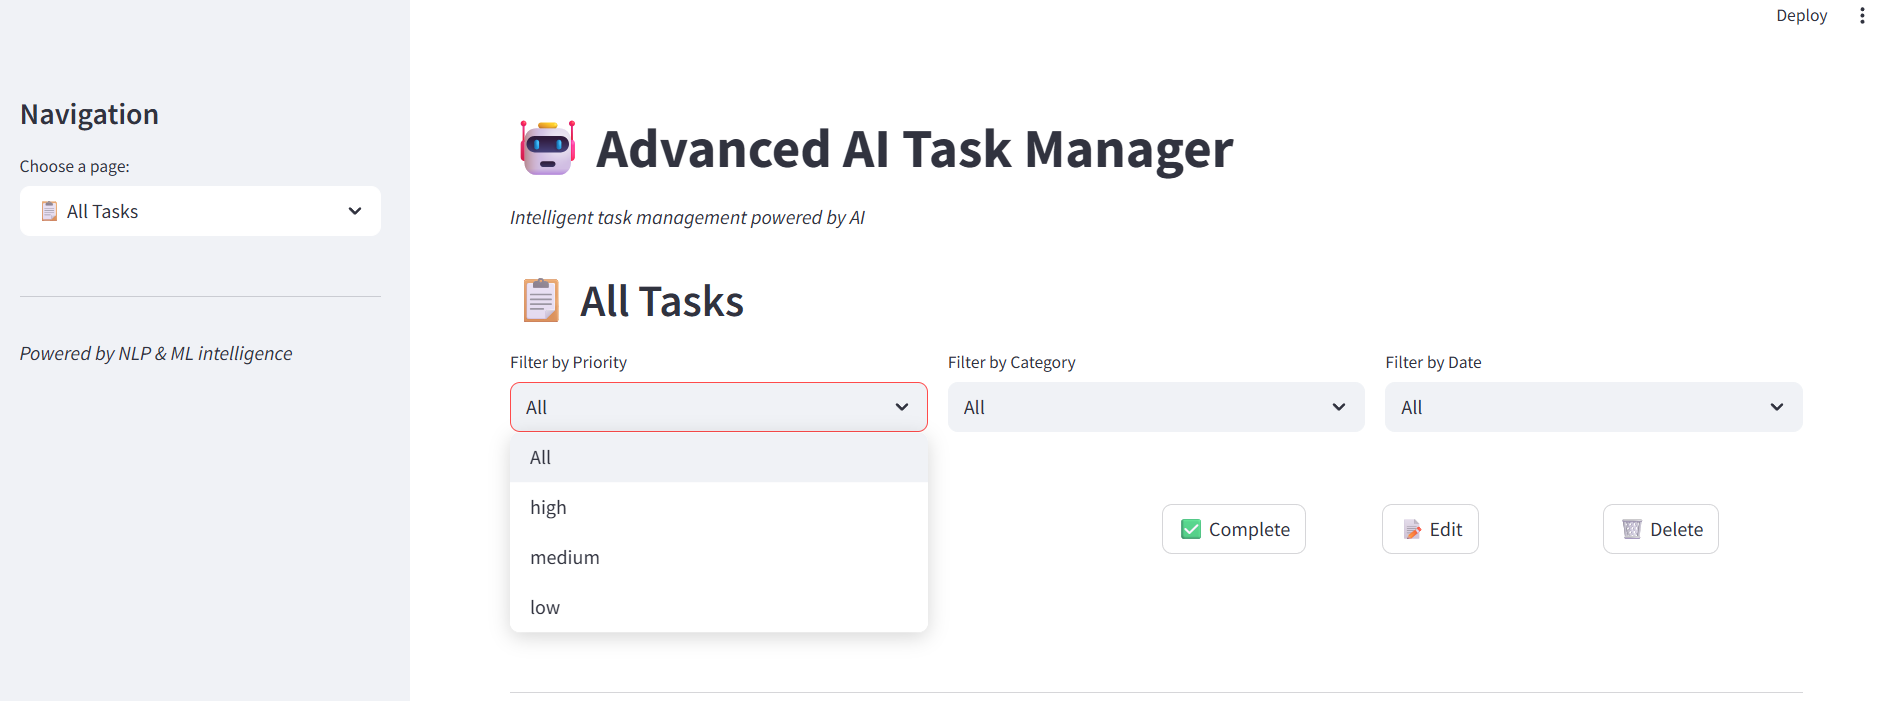 Deploy
Navigation
Choose a page:
All Tasks
Powered by NLP & ML intelligence
Advanced AI Task Manager
Intelligent task management powered by AI
All Tasks
Filter by Priority
Filter by Category
Filter by Date
All
All
All
All
high
medium
low
Complete
Edit
Delete